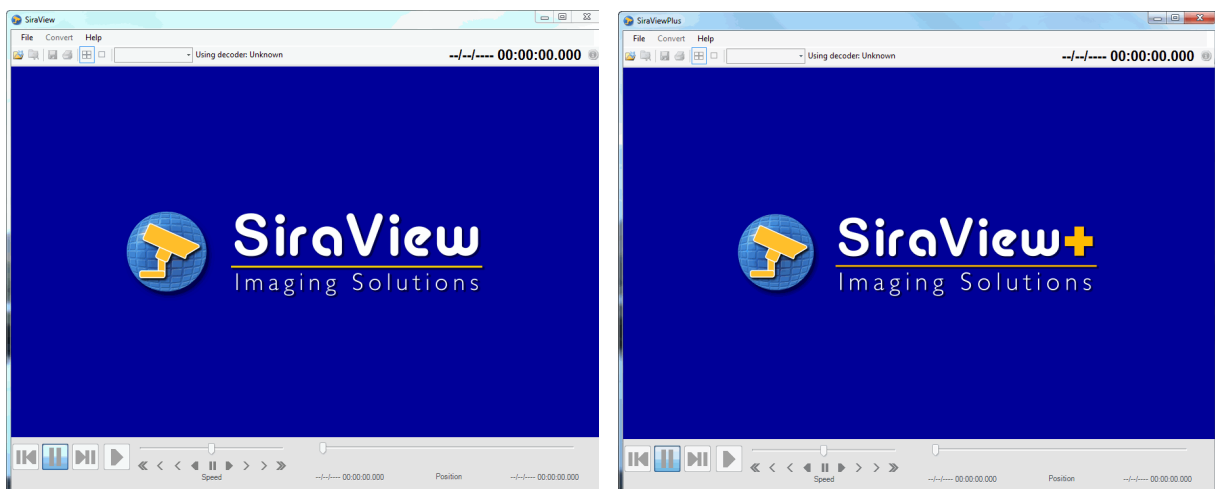 SiraView
File Convert Help
Using decoder: Unknown
--/--/---- 00:00:00.000
SiraView
Imaging Solutions
Speed
--/--/---- 00:00:00.000
Position
--/--/---- 00:00:00.000
SiraViewPlus
File Convert Help
Using decoder: Unknown
--/--/---- 00:00:00.000
SiraView+
Imaging Solutions
Speed
--/--/---- 00:00:00.000
Position
--/--/---- 00:00:00.000